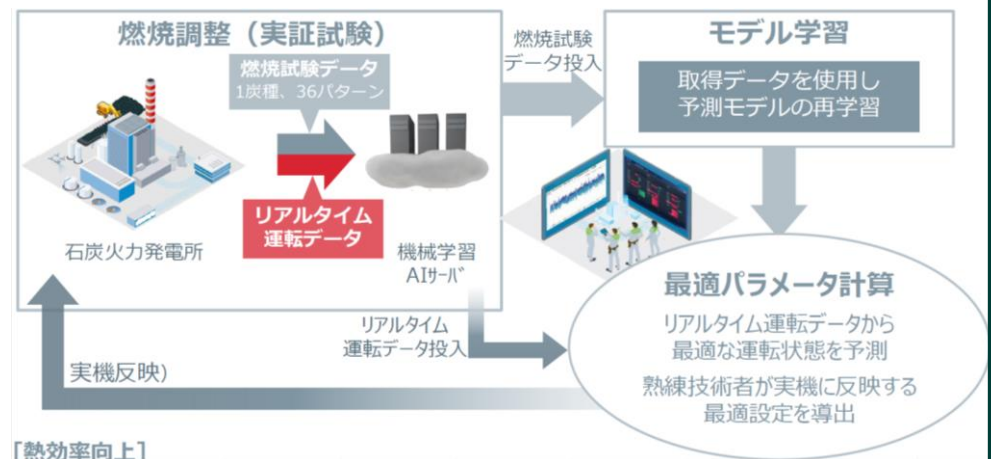 燃焼調整（実証試験）
燃焼試験データ
1炭種、36パターン
リアルタイム
運転データ
石炭火力発電所
機械学習
AIｻｰﾊﾞ
燃焼試験
データ投入
モデル学習
取得データを使用し
予測モデルの再学習
リアルタイム
運転データ投入
最適パラメータ計算
リアルタイム運転データから
最適な運転状態を予測
熟練技術者が実機に反映する
最適設定を導出
実機反映)
[熱効率向上]